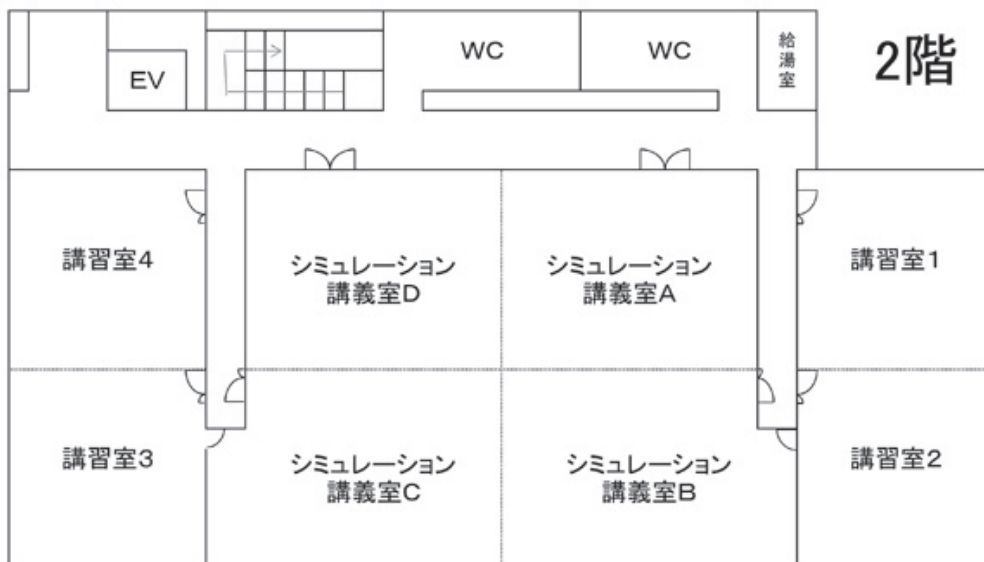 2階
WC
WC
給湯室
EV
講習室4
シミュレーション
講義室D
シミュレーション
講義室A
講習室1
講習室3
シミュレーション
講義室C
シミュレーション
講義室B
講習室2